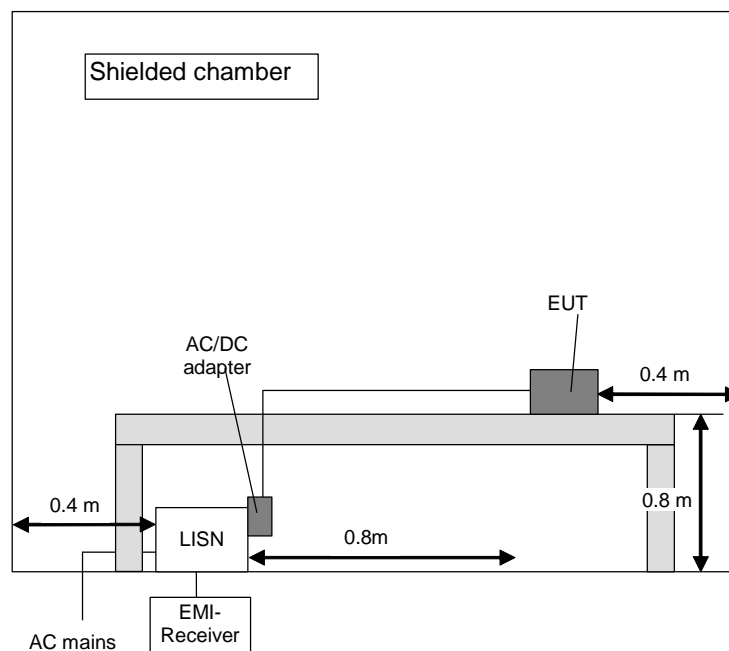 Shielded chamber
EUT
AC/DC
adapter
0.4 m
0.4 m
0.8 m
LISN
0.8m
EMI-
Receiver
AC mains